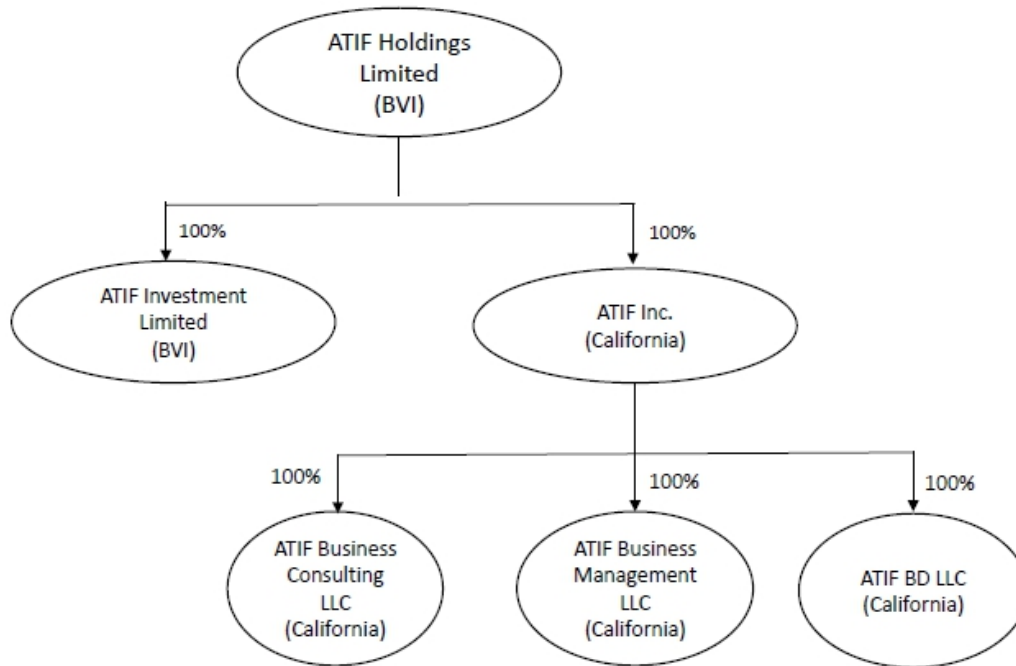 ATIF Holdings
Limited
(BVI)
100%
100%
ATIF Investment
Limited
(BVI)
ATIF Inc.
(California)
100%
100%
100%
ATIF Business
Consulting
LLC
(California)
ATIF Business
Management
LLC
(California)
ATIF BD LLC
(California)